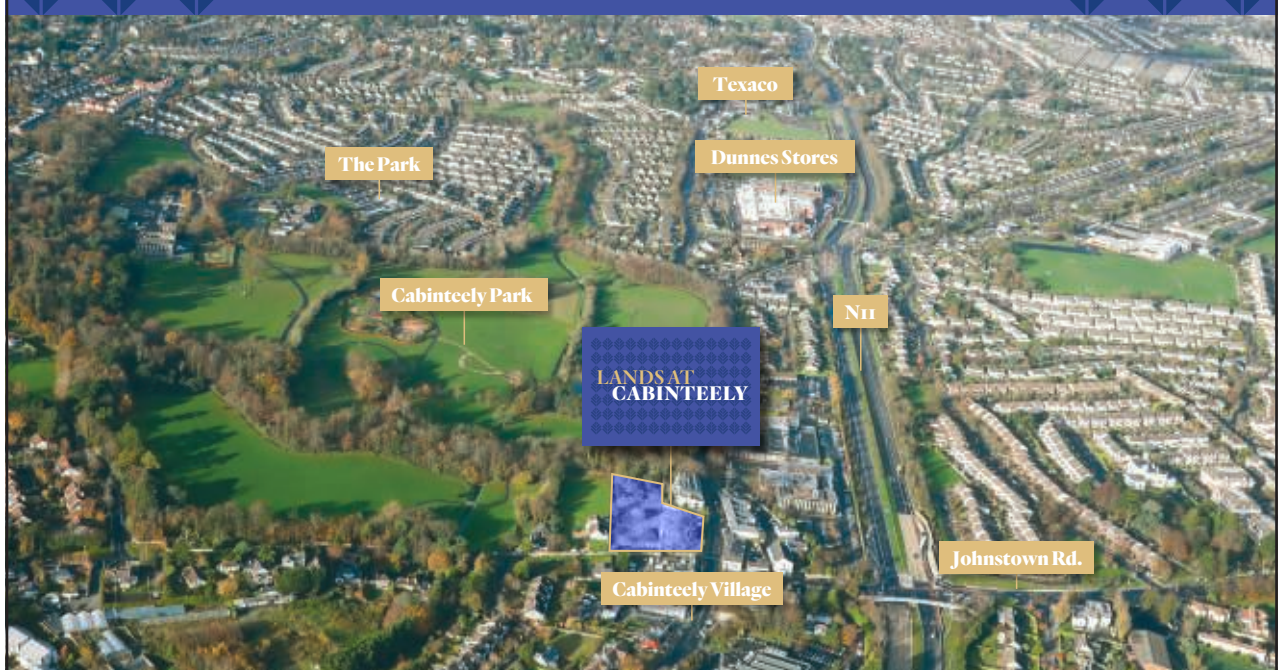 Texaco
Dunnes Stores
The Park
Cabinteely Park
N11
LANDS AT
CABINTEELY
Johnstown Rd.
Cabinteely Village